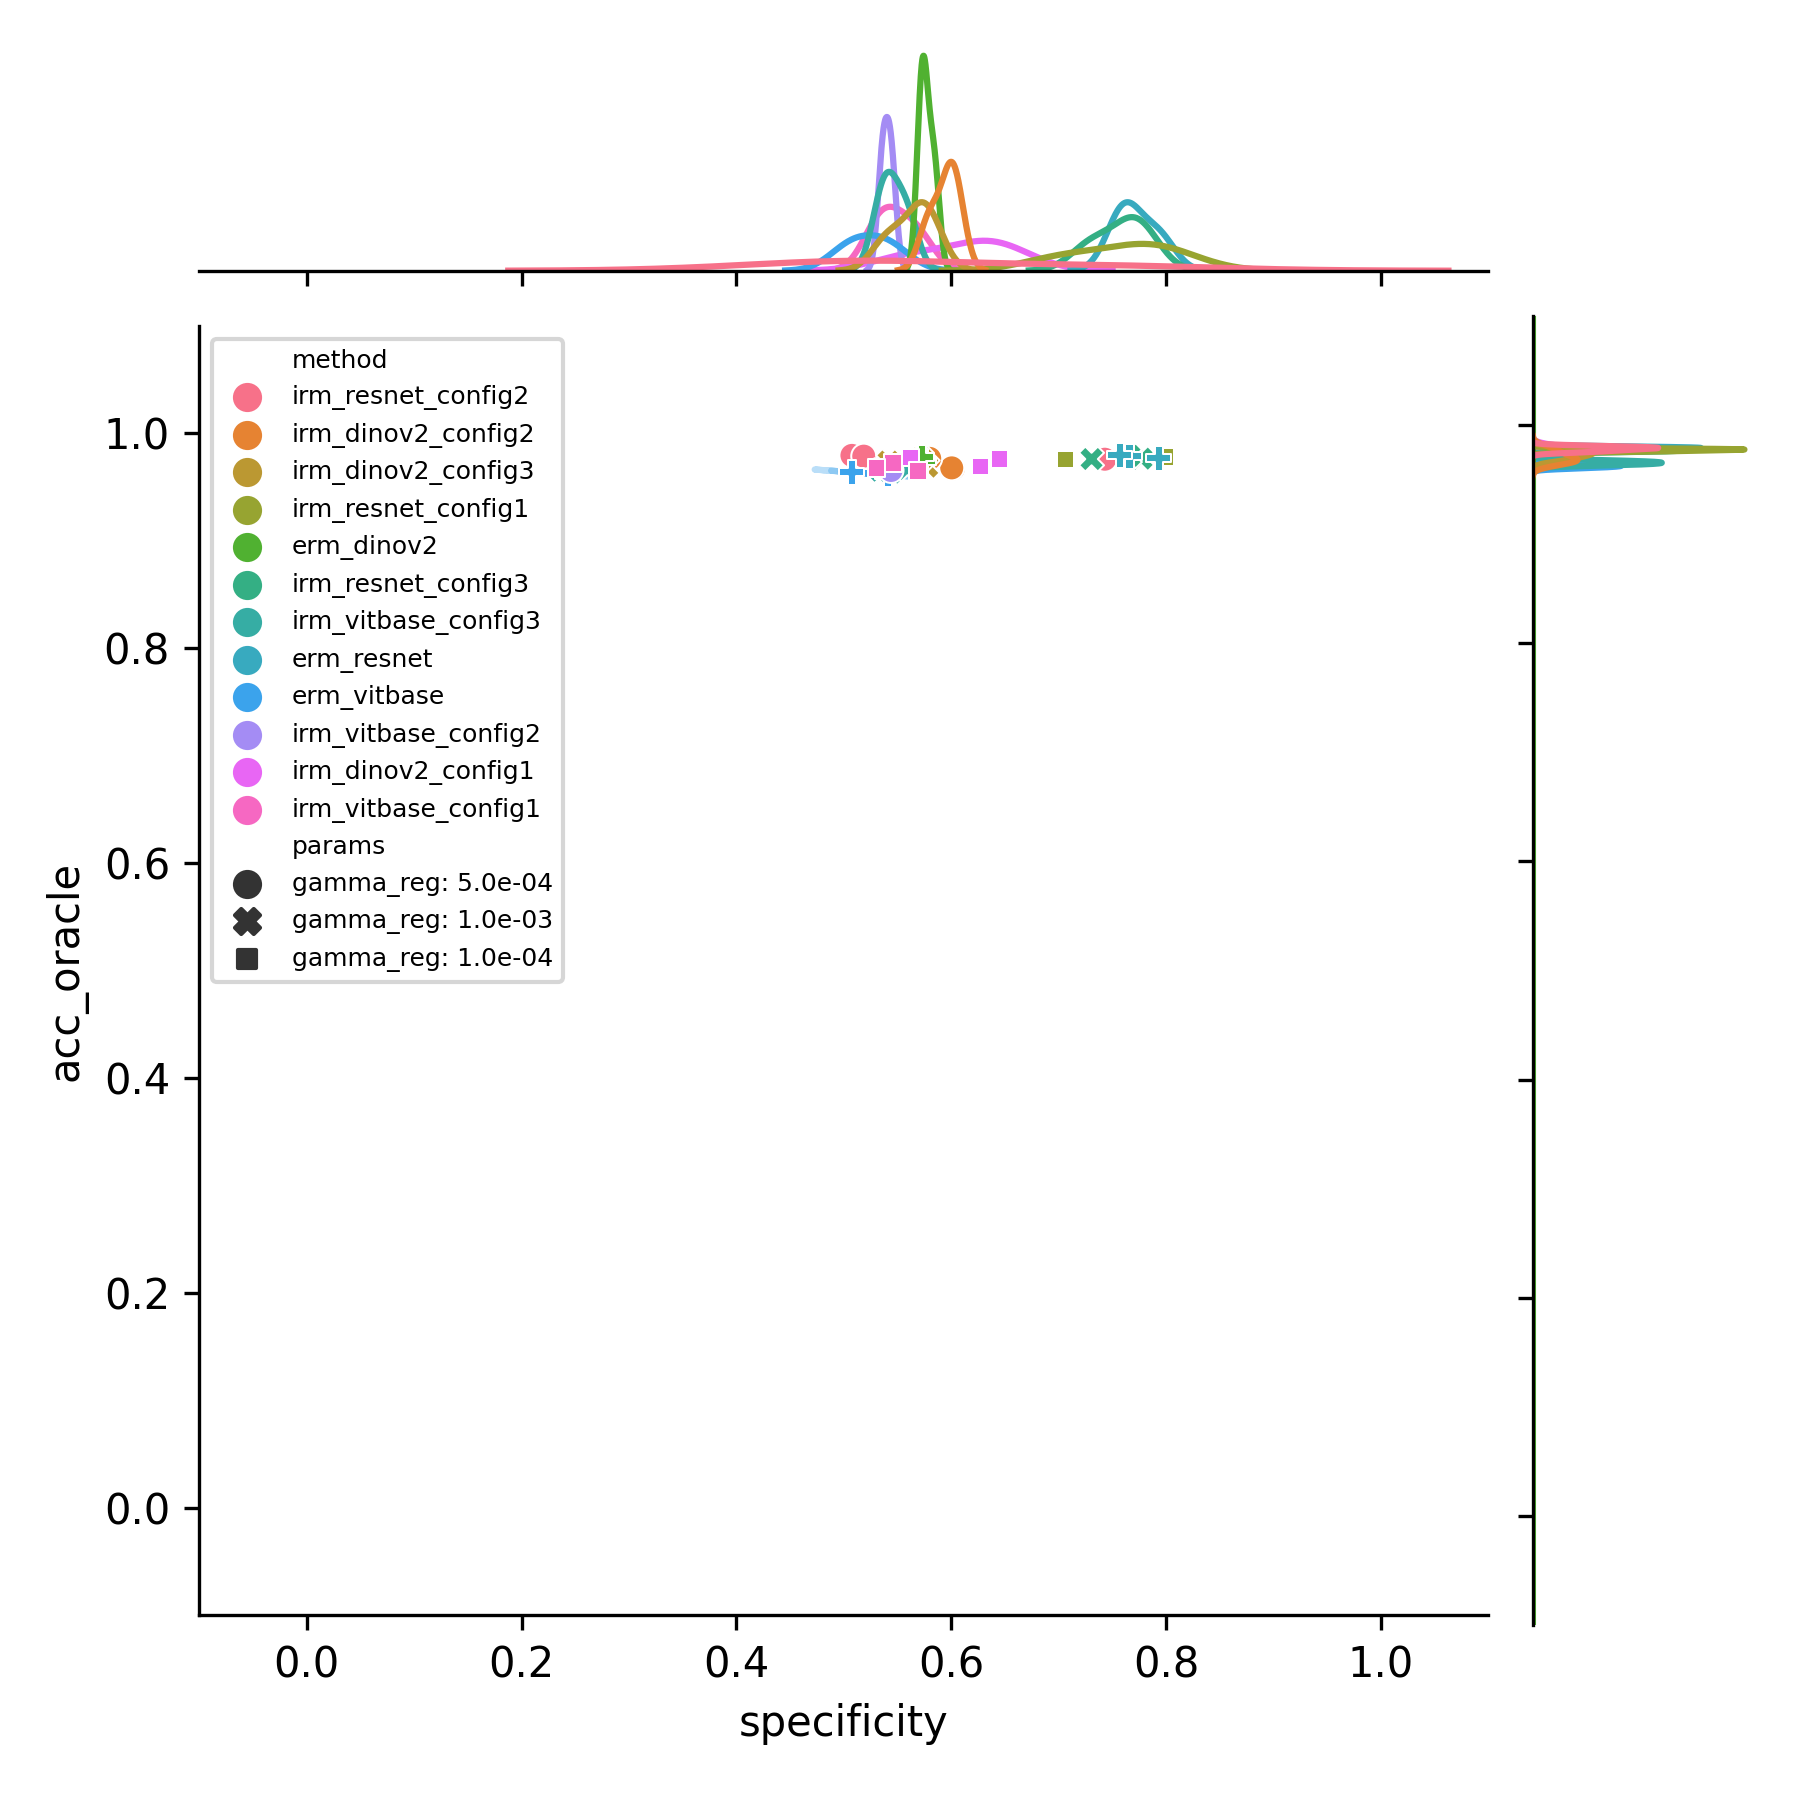 method
irm_resnet_config2
irm_dinov2_config2
irm_dinov2_config3
irm_resnet_config1
erm_dinov2
irm_resnet_config3
irm_vitbase_config3
erm_resnet
erm_vitbase
irm_vitbase_config2
irm_dinov2_config1
irm_vitbase_config1
params
gamma_reg: 5.0e-04
gamma_reg: 1.0e-03
gamma_reg: 1.0e-04
acc_oracle
1.0
0.8
0.6
0.4
0.2
0.0
0.0 0.2 0.4 0.6 0.8 1.0
specificity